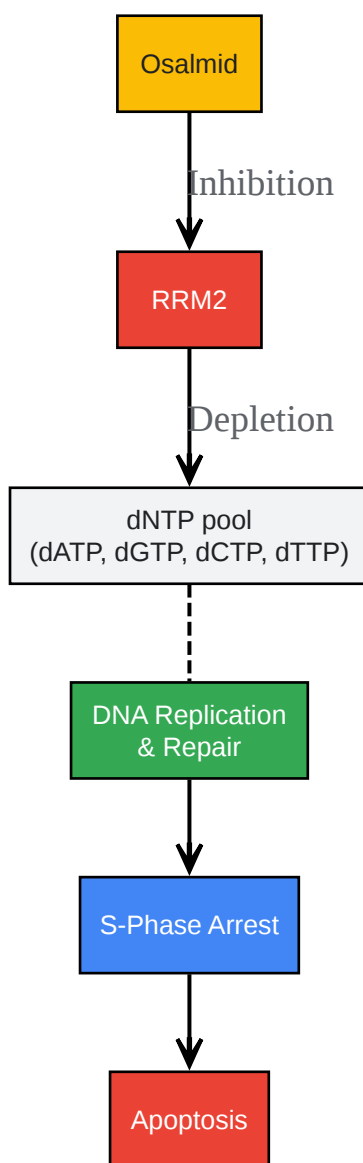 Osalmid
Inhibition
RRM2
Depletion
dNTP pool
(dATP, dGTP, dCTP, dTTP)
DNA Replication
& Repair
S-Phase Arrest
Apoptosis